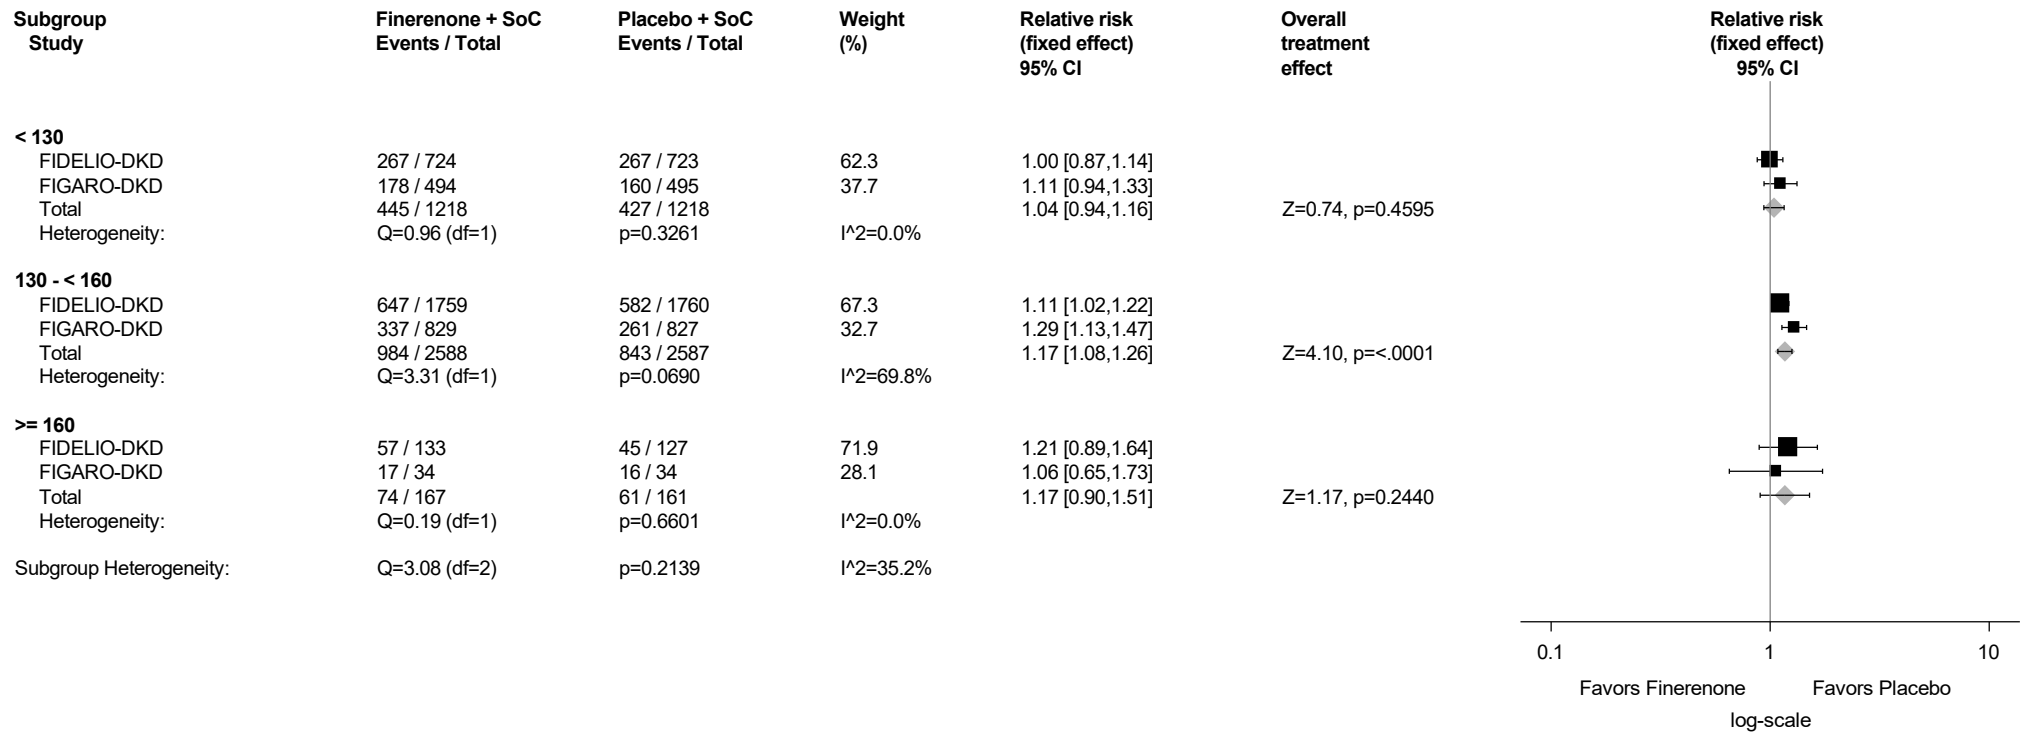 Subgroup Finerenone + SoC Placebo + SoC Weight Relative risk Overall Relative risk
Study Events / Total Events / Total (%) (fixed effect) treatment (fixed effect)
95% CI effect 95% CI
< 130
FIDELIO-DKD 267 / 724 267 / 723 62.3 1.00 [0.87,1.14]
FIGARO-DKD 178 / 494 160 / 495 37.7 1.11 [0.94,1.33]
Total 445 / 1218 427 / 1218 1.04 [0.94,1.16] Z=0.74, p=0.4595
Heterogeneity: Q=0.96 (df=1) p=0.3261 I^2=0.0%
130 - < 160
FIDELIO-DKD 647 / 1759 582 / 1760 67.3 1.11 [1.02,1.22]
FIGARO-DKD 337 / 829 261 / 827 32.7 1.29 [1.13,1.47]
Total 984 / 2588 843 / 2587 1.17 [1.08,1.26] Z=4.10, p=<.0001
Heterogeneity: Q=3.31 (df=1) p=0.0690 I^2=69.8%
>= 160
FIDELIO-DKD 57 / 133 45 / 127 71.9 1.21 [0.89,1.64]
FIGARO-DKD 17 / 34 16 / 34 28.1 1.06 [0.65,1.73]
Total 74 / 167 61 / 161 1.17 [0.90,1.51] Z=1.17, p=0.2440
Heterogeneity: Q=0.19 (df=1) p=0.6601 I^2=0.0%
Subgroup Heterogeneity: Q=3.08 (df=2) p=0.2139 I^2=35.2%
0.1 1 10
Favors Finerenone Favors Placebo
log-scale